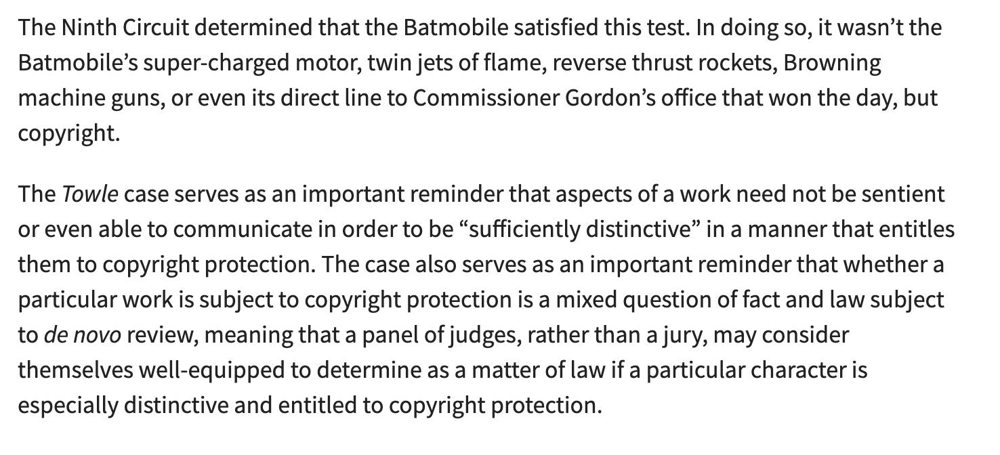 The Ninth Circuit determined that the Batmobile satisfied this test. In doing so, it wasn’t the
Batmobile’s super-charged motor, twin jets of flame, reverse thrust rockets, Browning
machine guns, or even its direct line to Commissioner Gordon’s office that won the day, but
copyright.
The Towle case serves as an important reminder that aspects of a work need not be sentient
or even able to communicate in order to be “sufficiently distinctive” in a manner that entitles
them to copyright protection. The case also serves as an important reminder that whether a
particular work is subject to copyright protection is a mixed question of fact and law subject
to de novo review, meaning that a panel of judges, rather than a jury, may consider
themselves well-equipped to determine as a matter of law if a particular character is
especially distinctive and entitled to copyright protection.